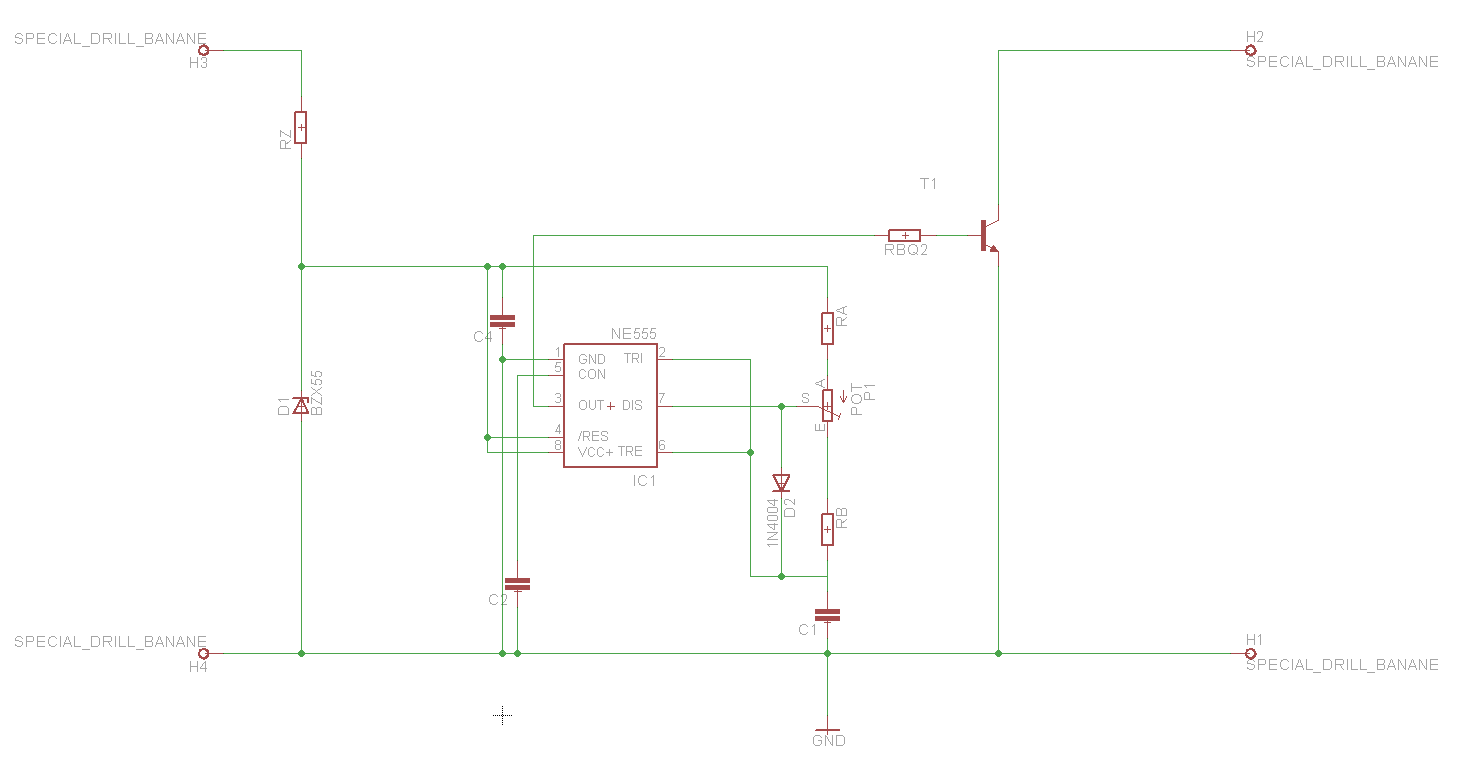 SPECIAL_DRILL_BANANE
H3
H2
SPECIAL_DRILL_BANANE
RZ
T1
RBQ2
C4
NE555
RA
1 GND TRI 2
5 CON
3 OUT+ DIS 7
4 /RES
8 VCC+ TRE 6
IC1
S
A
E
POT
P1
D1
BZX55
1N4004
D2
RB
C2
C1
SPECIAL_DRILL_BANANE
H4
H1
SPECIAL_DRILL_BANANE
GND